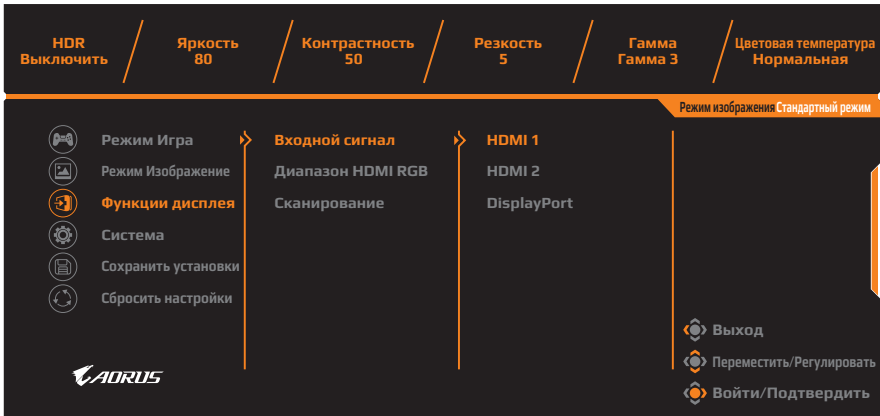 HDR
Выключить
Яркость
80
Контрастность
50
Резкость
5
Гамма
Гамма 3
Цветовая температура
Нормальная
Режим изображения Стандартный режим
Режим Игра
Режим Изображение
Функции дисплея
Система
Сохранить установки
Сбросить настройки
Входной сигнал
Диапазон HDMI RGB
Сканирование
HDMI 1
HDMI 2
DisplayPort
Выход
Переместить/Регулировать
Войти/Подтвердить
AORUS